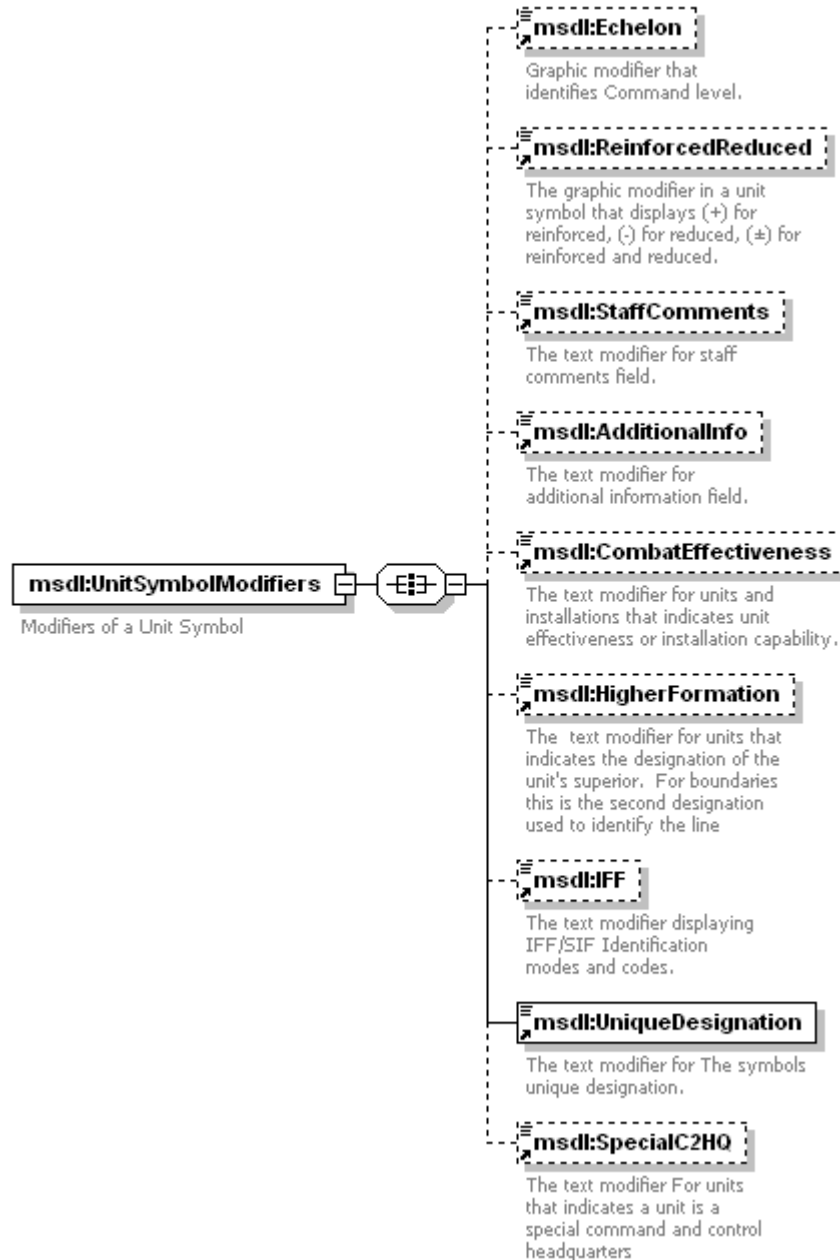 msdl:Echelon
Graphic modifier that
identifies Command level.
msdl:ReinforcedReduced
The graphic modifier in a unit
symbol that displays (+) for
reinforced, (-) for reduced, (±) for
reinforced and reduced.
msdl:StaffComments
The text modifier for staff
comments field.
msdl:AdditionalInfo
The text modifier for
additional information field.
msdl:CombatEffectiveness
The text modifier for units and
installations that indicates unit
effectiveness or installation capability.
msdl:UnitSymbolModifiers
Modifiers of a Unit Symbol
msdl:HigherFormation
The  text modifier for units that
indicates the designation of the
unit's superior.  For boundaries
this is the second designation
used to identify the line
msdl:IFF
The text modifier displaying
IFF/SIF Identification
modes and codes.
msdl:UniqueDesignation
The text modifier for The symbols
unique designation.
msdl:SpecialC2HQ
The text modifier For units
that indicates a unit is a
special command and control
headquarters